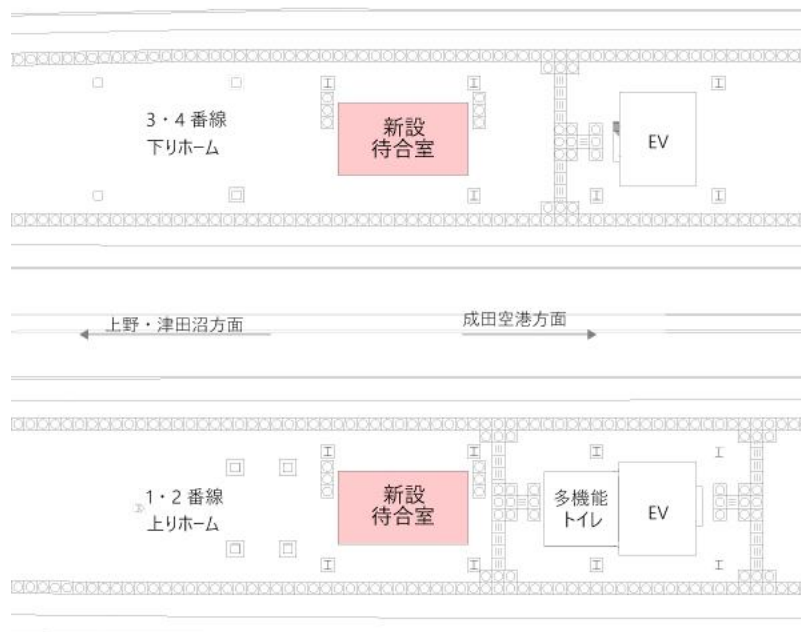 3・4番線
下りホーム
新設
待合室
EV
上野・津田沼方面
成田空港方面
1・2番線
上りホーム
新設
待合室
多機能
トイレ
EV